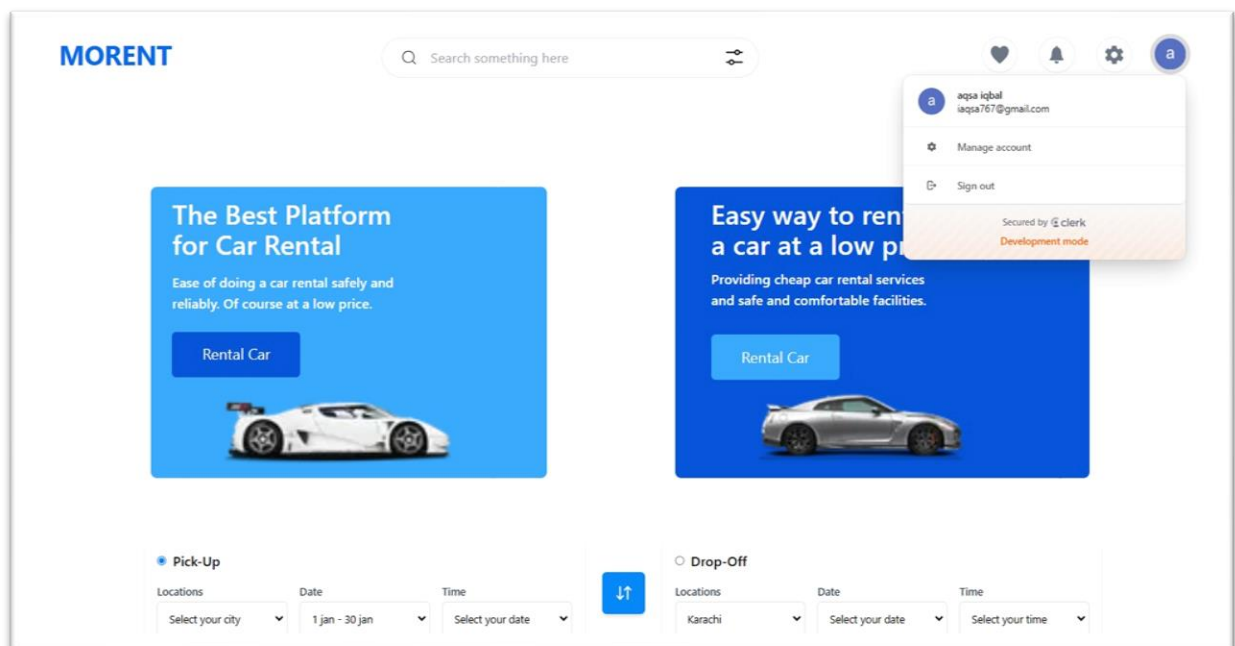 MORENT
Search something here
a
a
aqsa iqbal
iaqsa767@gmail.com
Manage account
Sign out
Secured by clerk
Development mode
The Best Platform
for Car Rental
Ease of doing a car rental safely and
reliably. Of course at a low price.
Rental Car
Easy way to ren
a car at a low p
Providing cheap car rental services
and safe and comfortable facilities.
Rental Car
Pick-Up
Locations Date Time
Select your city 1 jan - 30 jan Select your date
Drop-Off
Locations Date Time
Karachi Select your date Select your time